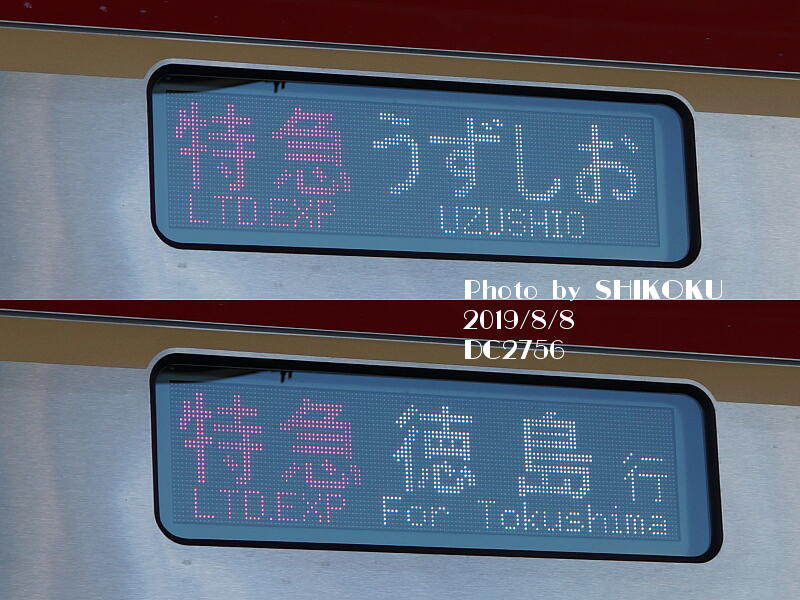 特急 うずしお
LTD.EXP UZUSHIO
Photo by SHIKOKU
2019/8/8
DC2756
特急 徳島行
LTD.EXP For Tokushima